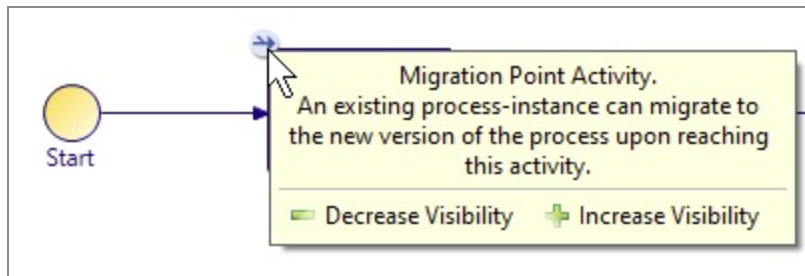 Migration Point Activity.
An existing process-instance can migrate to
the new version of the process upon reaching
this activity.
Start
Decrease Visibility Increase Visibility